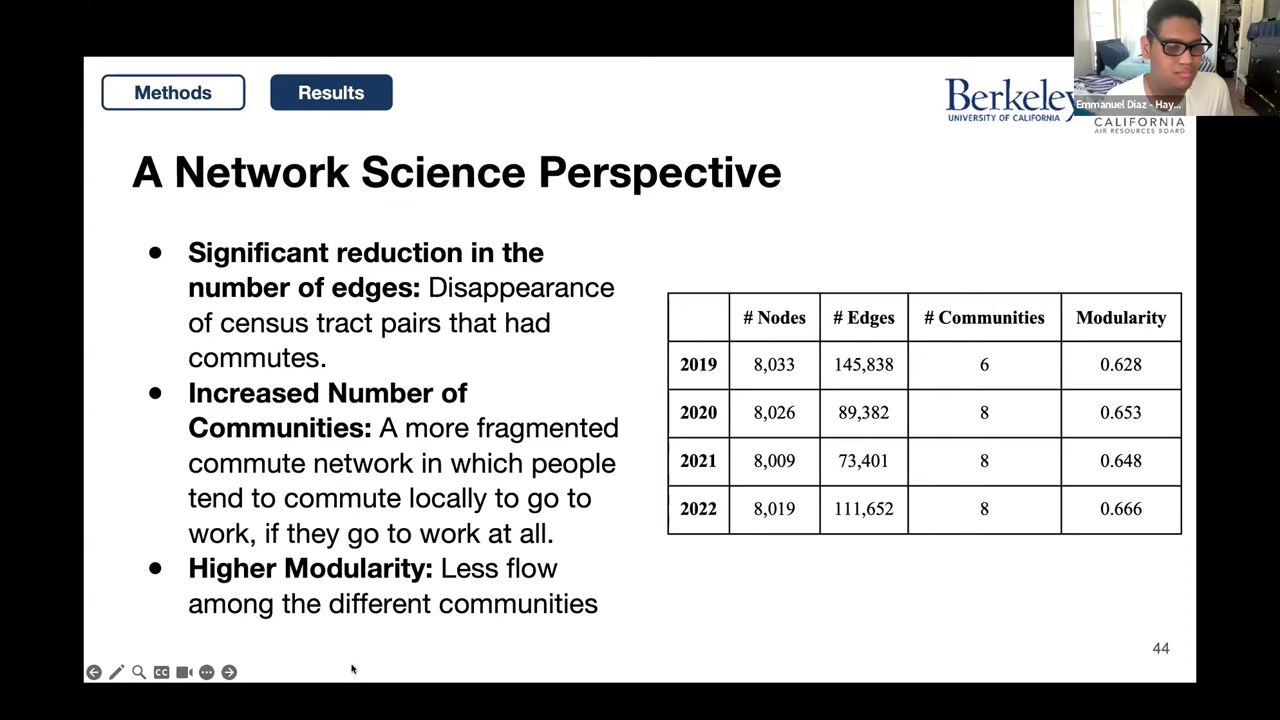 Methods
Results
Berkeley
UNIVERSITY OF CALIFORNIA
CALIFORNIA
AIR RESOURCES BOARD
Emmanuel Diaz - Hay...
A Network Science Perspective
● Significant reduction in the
number of edges: Disappearance
of census tract pairs that had
commutes.
● Increased Number of
Communities: A more fragmented
commute network in which people
tend to commute locally to go to
work, if they go to work at all.
● Higher Modularity: Less flow
among the different communities
# Nodes # Edges # Communities Modularity
2019 8,033 145,838 6 0.628
2020 8,026 89,382 8 0.653
2021 8,009 73,401 8 0.648
2022 8,019 111,652 8 0.666
44
CC